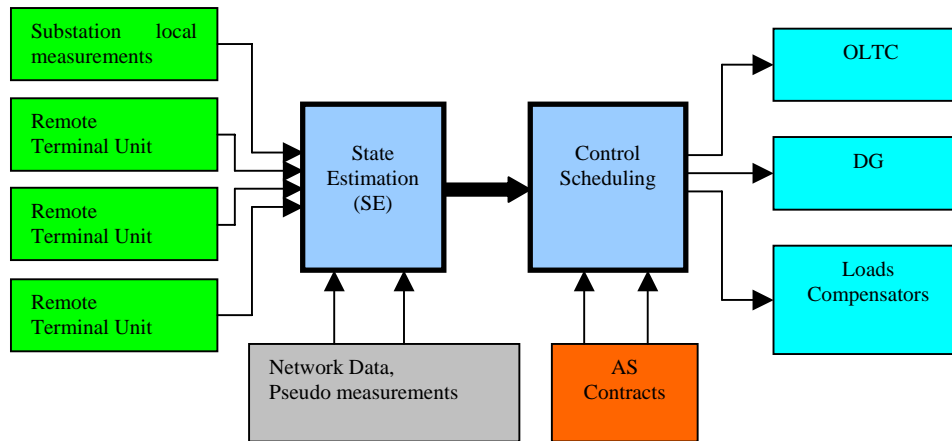 Substation local
measurements
Remote
Terminal Unit
Remote
Terminal Unit
Remote
Terminal Unit
State
Estimation
(SE)
Control
Scheduling
OLTC
DG
Loads
Compensators
Network Data,
Pseudo measurements
AS
Contracts